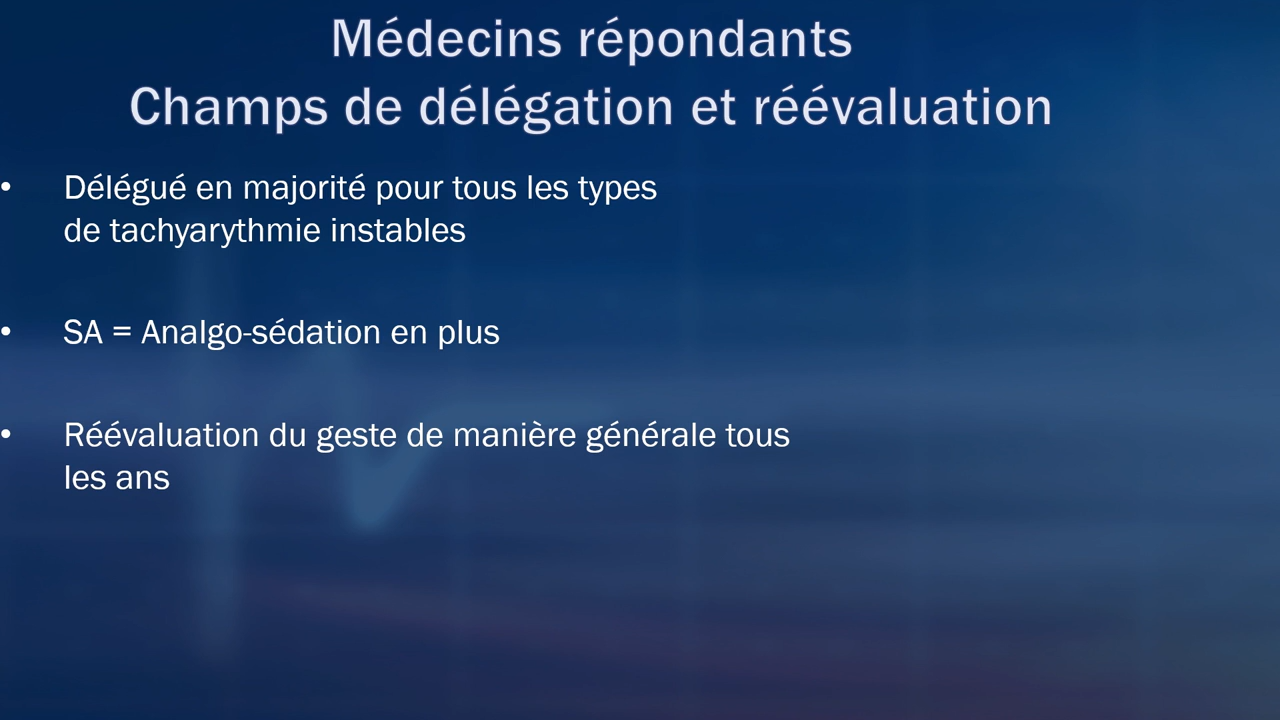 Médecins répondants
Champs de délégation et réévaluation
• Délégué en majorité pour tous les types
de tachyarythmie instables
• SA = Analgo-sédation en plus
• Réévaluation du geste de manière générale tous
les ans